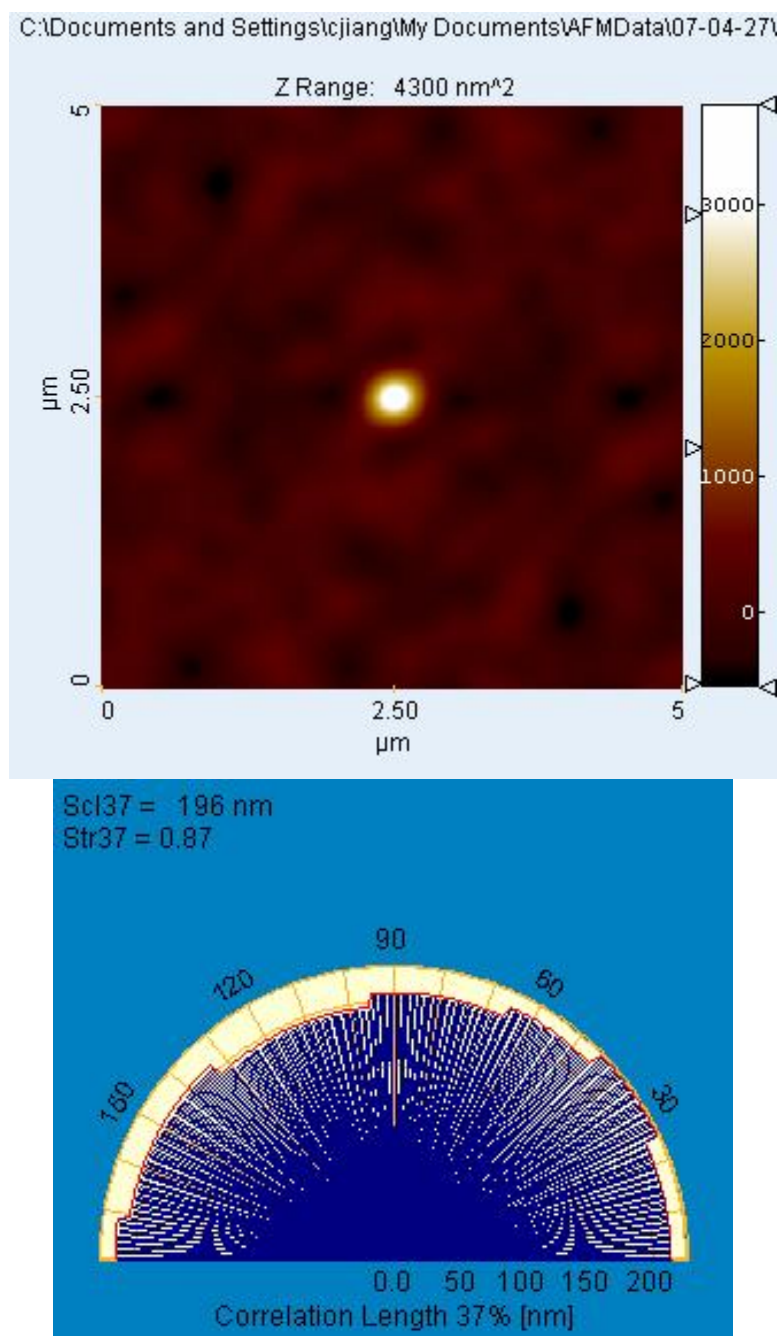 C:\Documents and Settings\cjiang\My Documents\AFMData\07-04-27\
Z Range: 4300 nm^2
5
3000
2000
µm
2.50
1000
0
0
0
2.50
5
µm
Scl37 = 196 nm
Str37 = 0.87
90
120
60
160
30
0.0 50 100 150 200
Correlation Length 37% [nm]